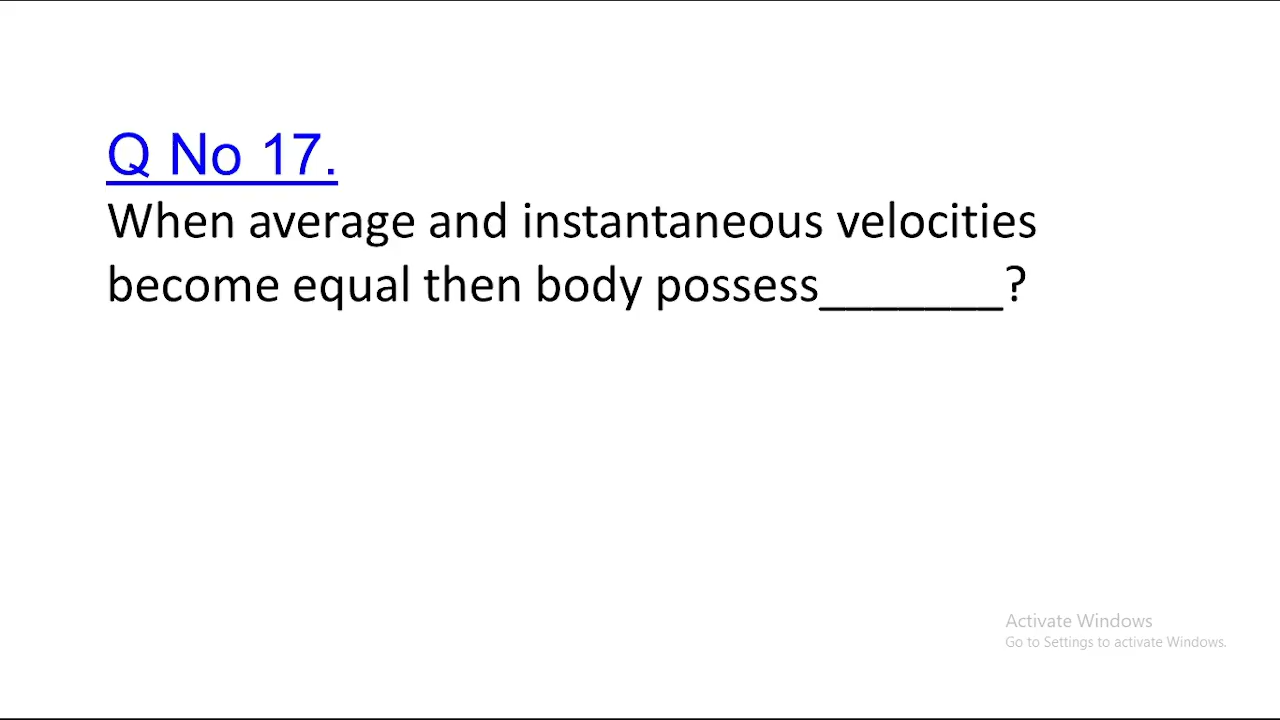 Q No 17.
When average and instantaneous velocities
become equal then body possess_______?
Activate Windows
Go to Settings to activate Windows.